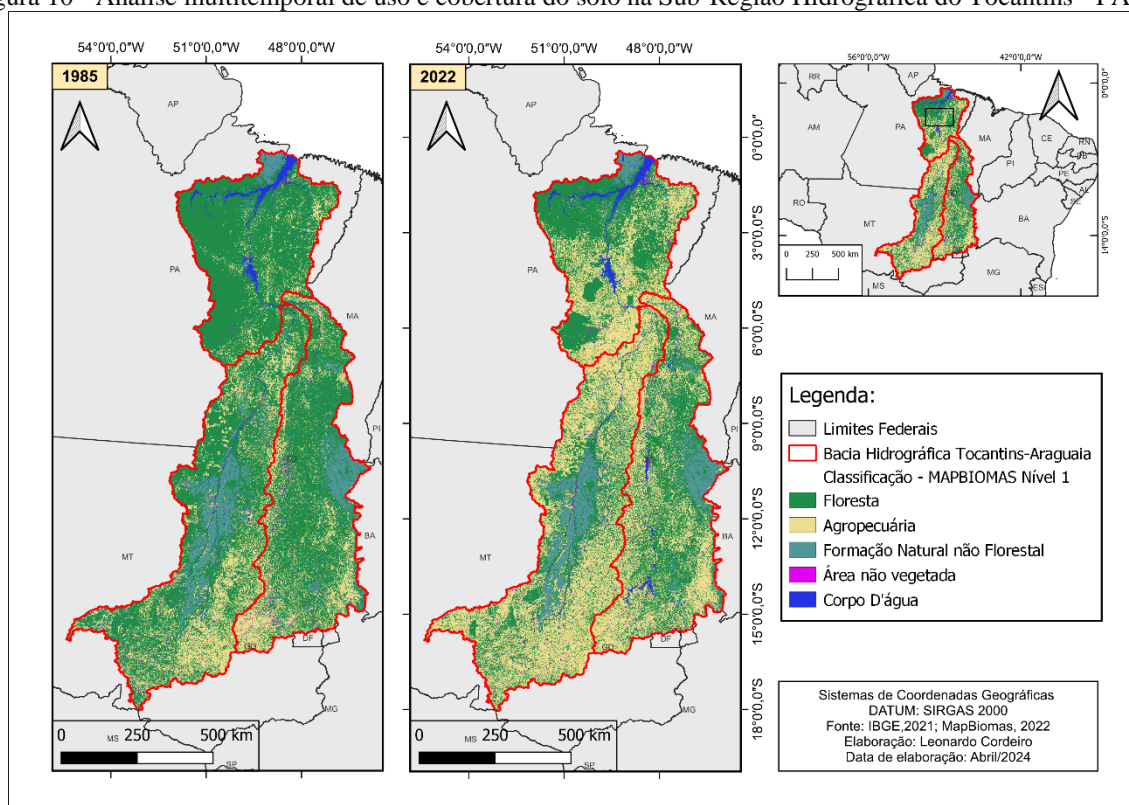 gura 16 - Análise multitemporal de uso e cobertura do solo na Sub-Região Hidrográfica do Tocantins - PA
54°0'0,0"W 51°0'0,0"W 48°0'0,0"W
1985
AP
PA
MA
PI
MT
BA
GO
DF
MG
MS
SP
0 250 500 km
54°0'0,0"W 51°0'0,0"W 48°0'0,0"W
2022
AP
PA
MA
PI
MT
BA
GO
DF
MG
MS
SP
0 250 500 km
0°0'0,0"
3°0'0,0"S
6°0'0,0"S
9°0'0,0"S
12°0'0,0"S
15°0'0,0"S
18°0'0,0"S
56°0'0,0"W 42°0'0,0"W
0°0'0,0"
14°0'0,0"S
RR
AP
AM
PA
MA
CE
RN
PB
PI
PE
AL
SE
RO
MT
BA
MG
MS
ES
0 250 500 km
Legenda:
Limites Federais
Bacia Hidrográfica Tocantins-Araguaia
Classificação - MAPBIOMAS Nível 1
Floresta
Agropecuária
Formação Natural não Florestal
Área não vegetada
Corpo D'água
Sistemas de Coordenadas Geográficas
DATUM: SIRGAS 2000
Fonte: IBGE,2021; MapBiomas, 2022
Elaboração: Leonardo Cordeiro
Data de elaboração: Abril/2024